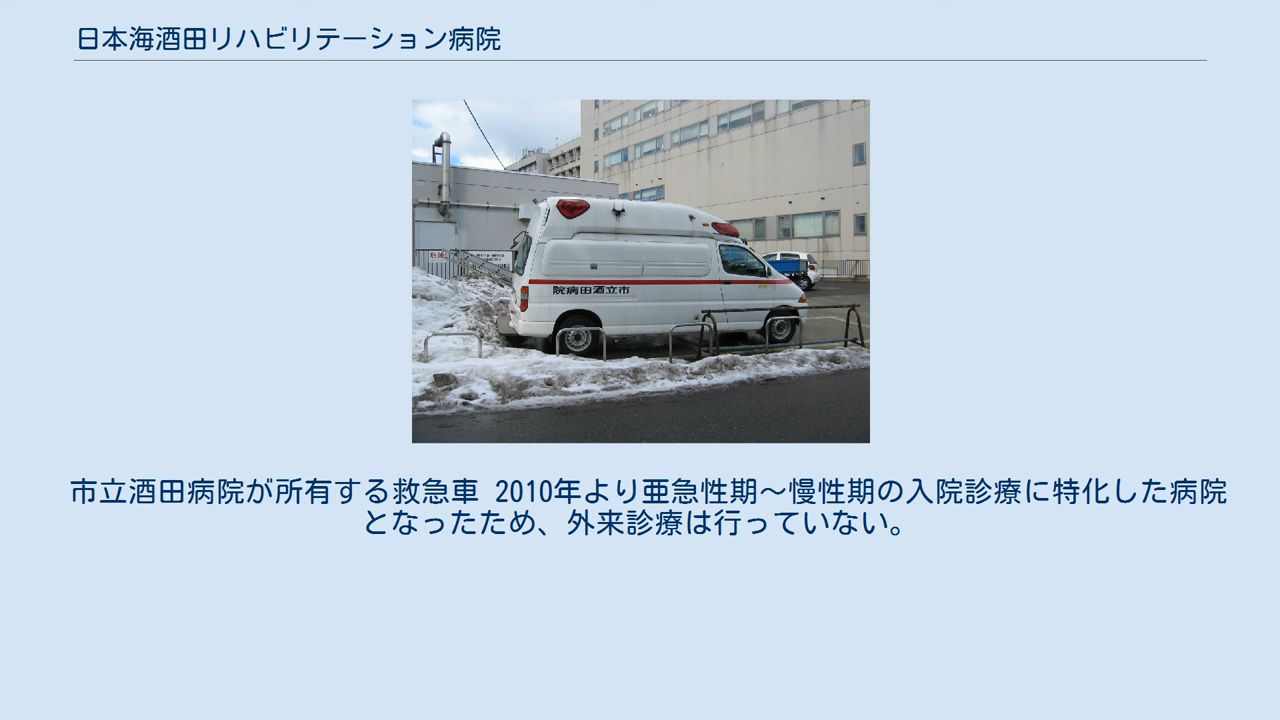 日本海酒田リハビリテーション病院
院病田酒立市
市立酒田病院が所有する救急車 2010年より亜急性期～慢性期の入院診療に特化した病院
となったため、外来診療は行っていない。